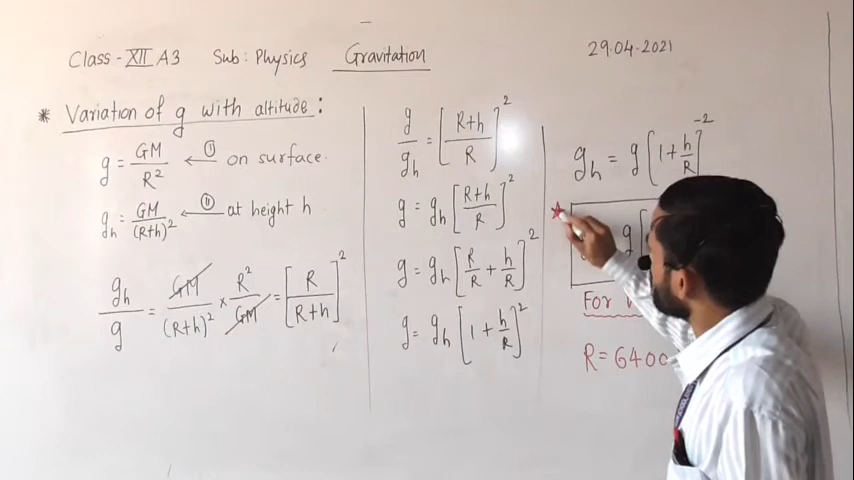 Class - XII A3 Sub: Physics Gravitation 29.04.2021
* Variation of g with altitude:
g = GM/R² ← (I) on surface.
g_h = GM/(R+h)² ← (II) at height h
g_h/g = GM/(R+h)² × R²/GM = [R/(R+h)]²
g/g_h = [(R+h)/R]²
g = g_h [(R+h)/R]²
g = g_h [R/R + h/R]²
g = g_h [1 + h/R]²
g_h = g [1 + h/R]⁻²
g [
For
R = 6400